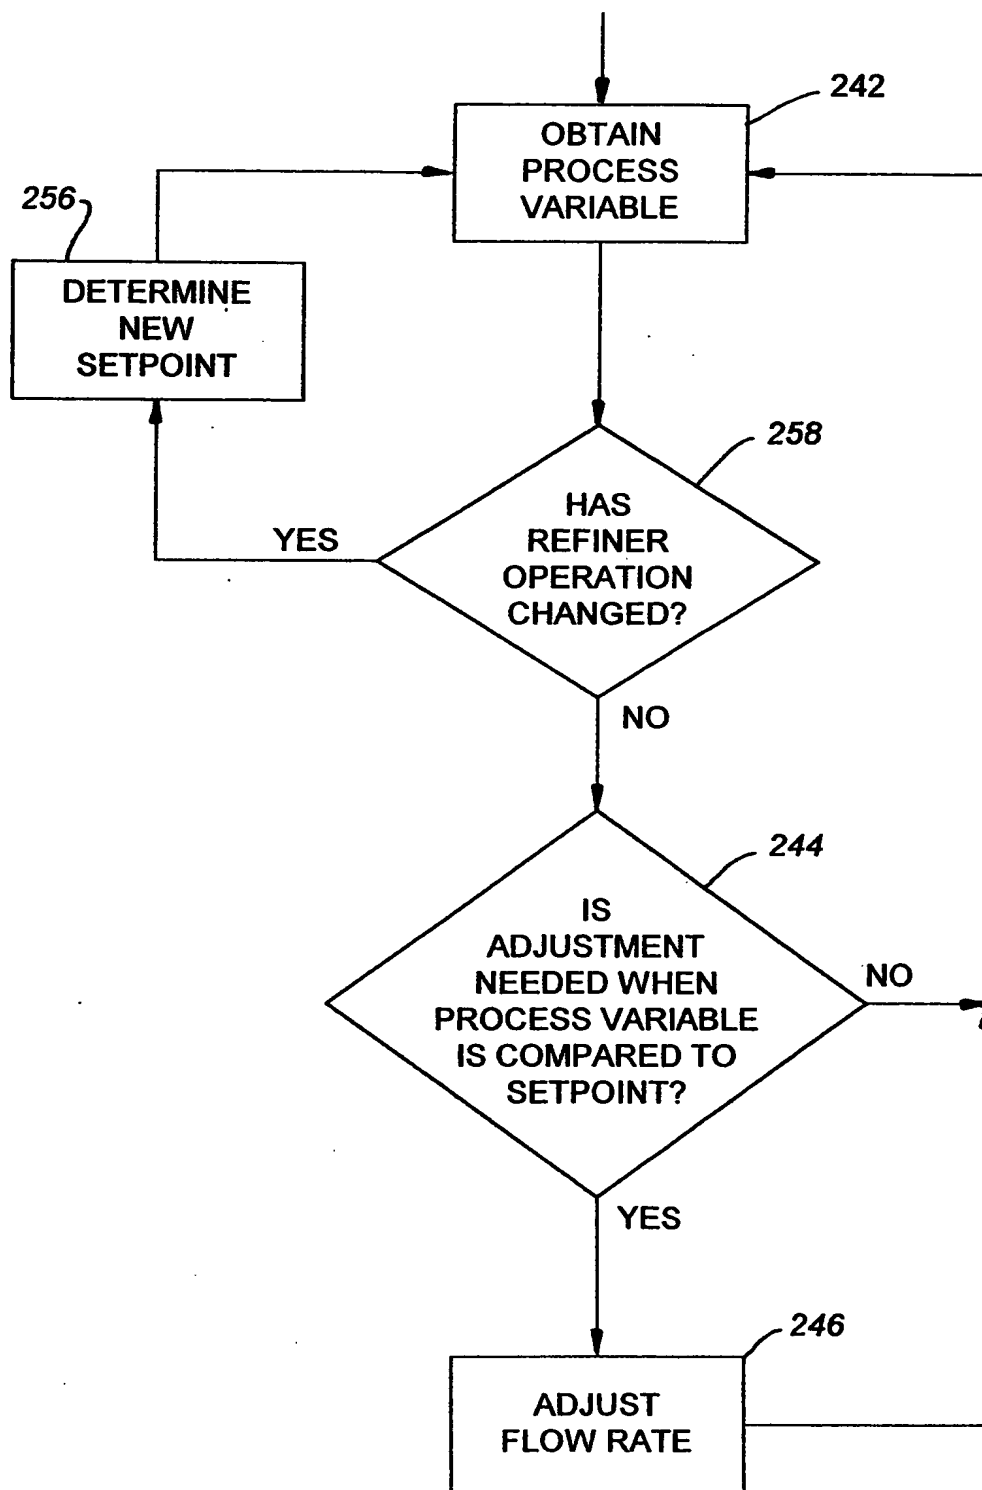 242
OBTAIN
PROCESS
VARIABLE
256
DETERMINE
NEW
SETPOINT
258
HAS
REFINER
OPERATION
CHANGED?
YES
NO
244
IS
ADJUSTMENT
NEEDED WHEN
PROCESS VARIABLE
IS COMPARED TO
SETPOINT?
NO
YES
246
ADJUST
FLOW RATE